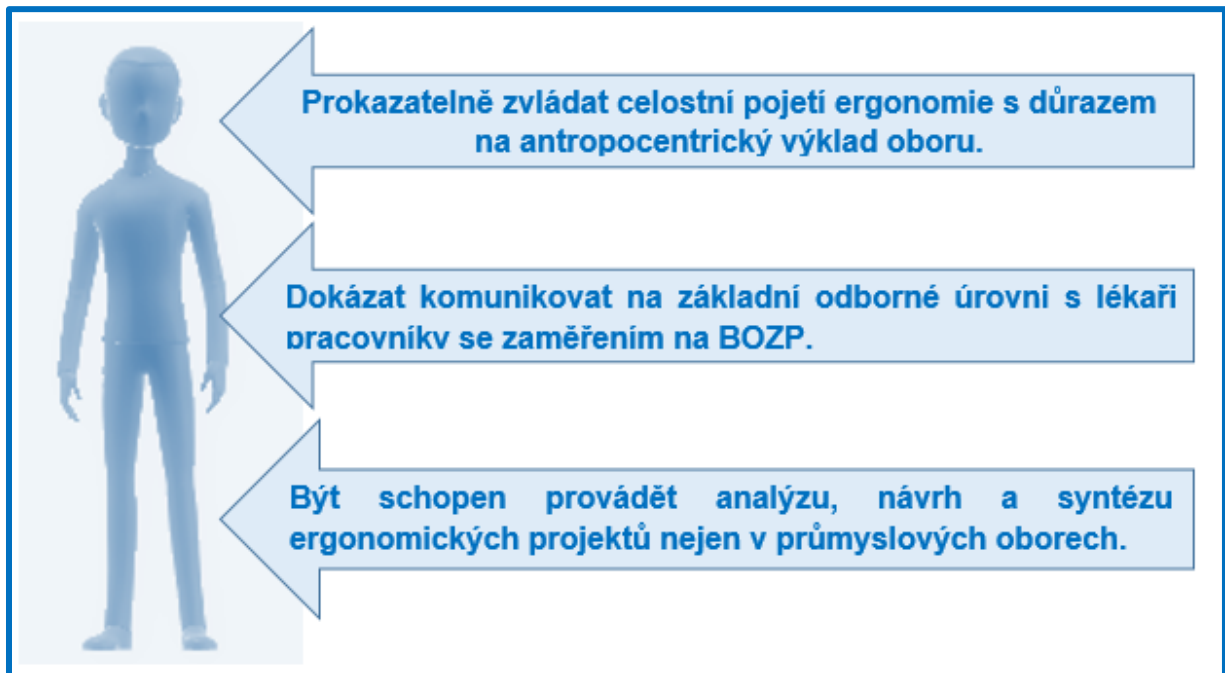 Prokazatelně zvládat celostní pojetí ergonomie s důrazem
na antropocentrický výklad oboru.
Dokázat komunikovat na základní odborné úrovni s lékaři
pracovníky se zaměřením na BOZP.
Být schopen provádět analýzu, návrh a syntézu
ergonomických projektů nejen v průmyslových oborech.